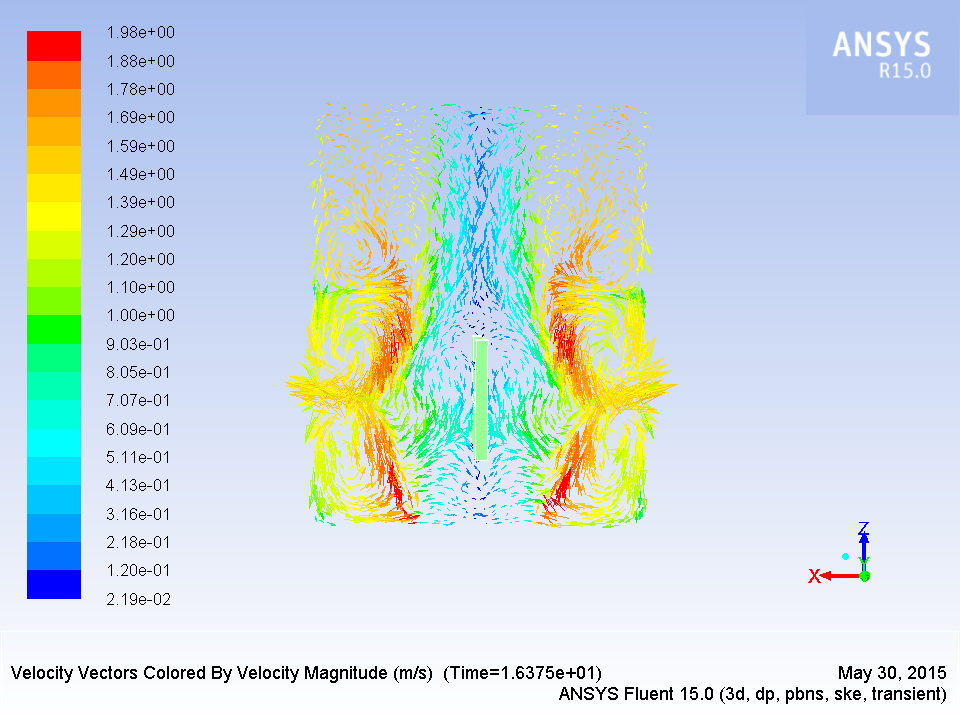 1.98e+00
1.88e+00
1.78e+00
1.69e+00
1.59e+00
1.49e+00
1.39e+00
1.29e+00
1.20e+00
1.10e+00
1.00e+00
9.03e-01
8.05e-01
7.07e-01
6.09e-01
5.11e-01
4.13e-01
3.16e-01
2.18e-01
1.20e-01
2.19e-02
ANSYS
R15.0
Z
Y
X
Velocity Vectors Colored By Velocity Magnitude (m/s) (Time=1.6375e+01)
May 30, 2015
ANSYS Fluent 15.0 (3d, dp, pbns, ske, transient)